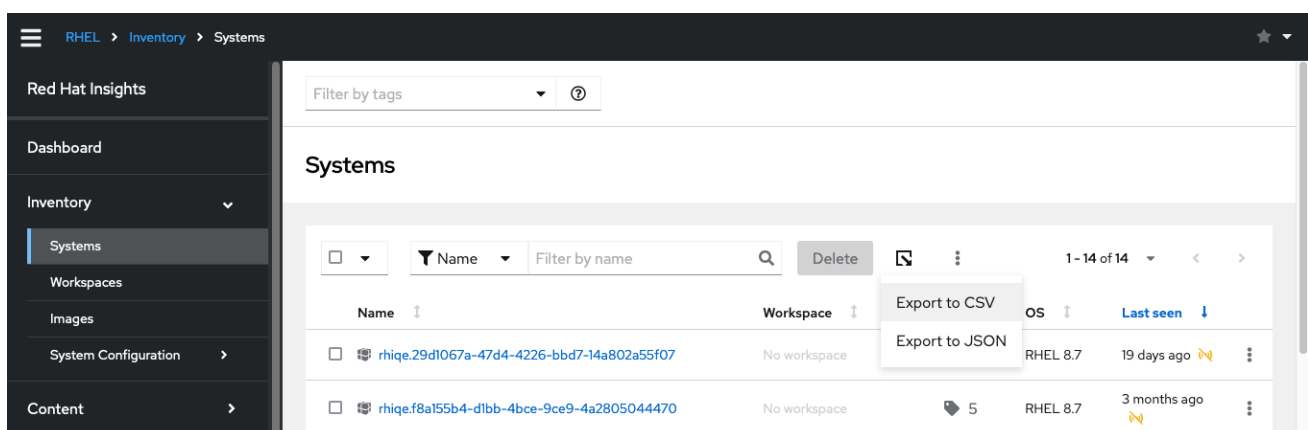 RHEL > Inventory > Systems
Red Hat Insights
Filter by tags
Dashboard
Systems
Inventory
Systems
Workspaces
Images
System Configuration
Content
Name
Filter by name
Delete
1 - 14 of 14
Export to CSV
Export to JSON
Name
Workspace
OS
Last seen
rhiqe.29d1067a-47d4-4226-bbd7-14a802a55f07
No workspace
RHEL 8.7
19 days ago
rhiqe.f8a155b4-d1bb-4bce-9ce9-4a2805044470
No workspace
5
RHEL 8.7
3 months ago